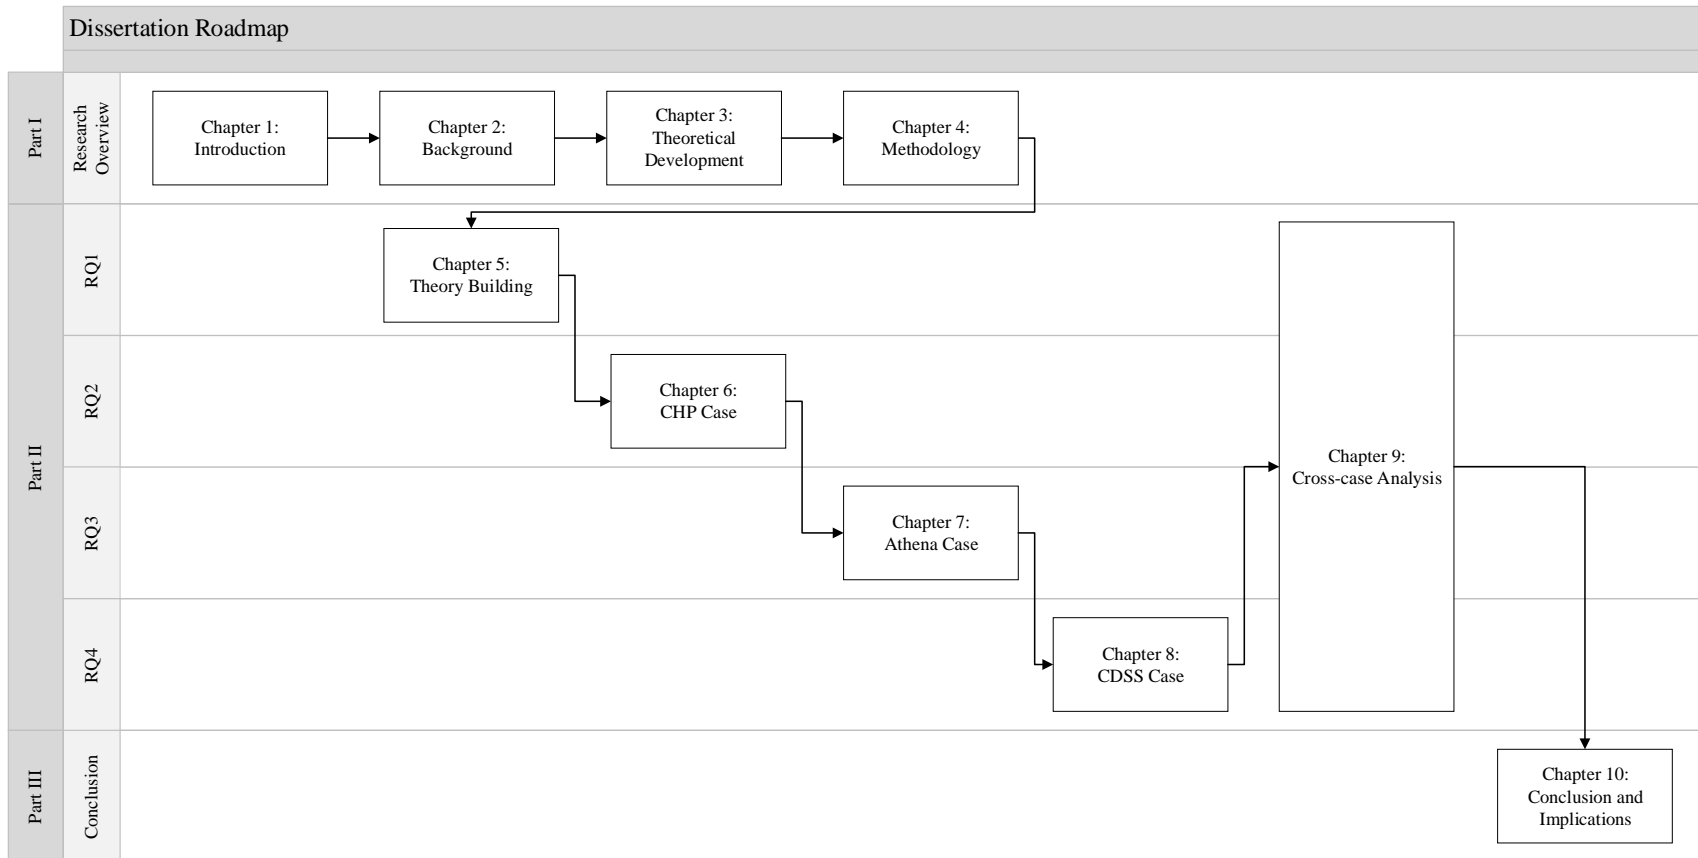 Dissertation Roadmap
Part I
Research
Overview
Chapter 1:
Introduction
Chapter 2:
Background
Chapter 3:
Theoretical
Development
Chapter 4:
Methodology
Part II
RQ1
Chapter 5:
Theory Building
RQ2
Chapter 6:
CHP Case
RQ3
Chapter 7:
Athena Case
RQ4
Chapter 8:
CDSS Case
Chapter 9:
Cross-case Analysis
Part III
Conclusion
Chapter 10:
Conclusion and
Implications